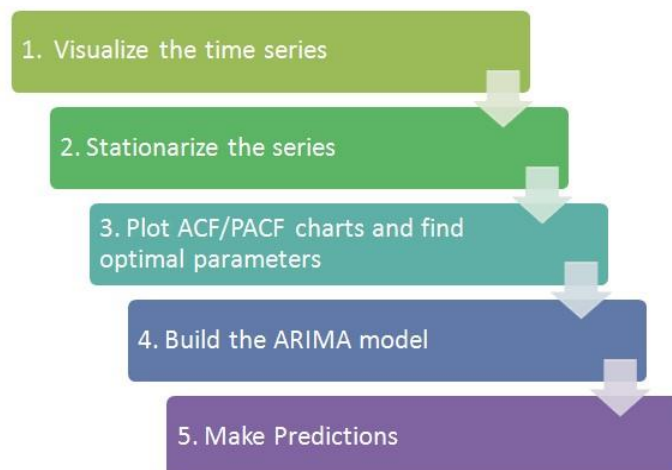 1. Visualize the time series
2. Stationarize the series
3. Plot ACF/PACF charts and find
optimal parameters
4. Build the ARIMA model
5. Make Predictions